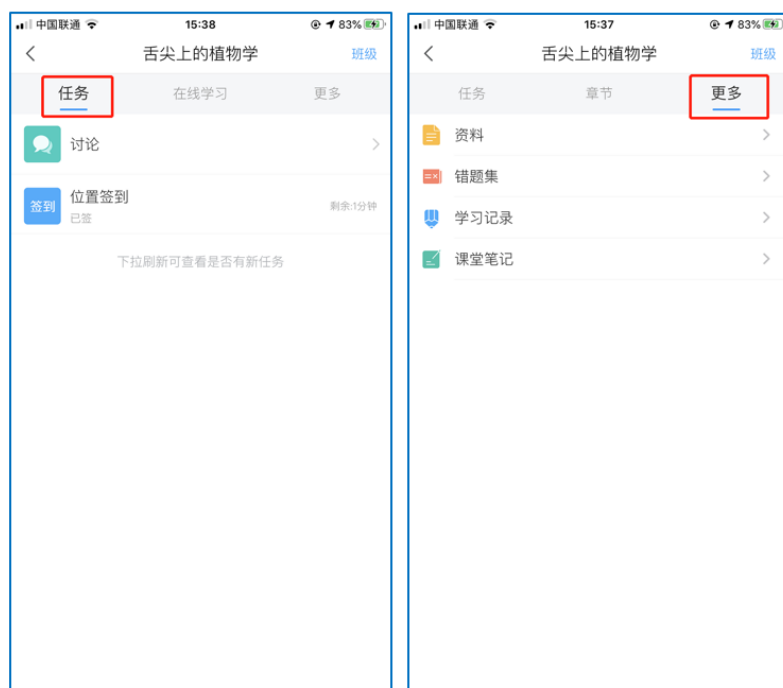 中国联通 15:38 83%
舌尖上的植物学 班级
任务 在线学习 更多
讨论
签到 位置签到
已签 剩余:1分钟
下拉刷新可查看是否有新任务
中国联通 15:37 83%
舌尖上的植物学 班级
任务 章节 更多
资料
错题集
学习记录
课堂笔记